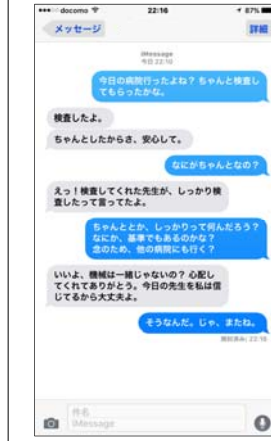 docomo 22:16 87%
メッセージ 詳細
iMessage
今日 22:10
今日の病院行ったよね？ ちゃんと検査し
てもらったかな。
検査したよ。
ちゃんとしたからさ、安心して。
なにがちゃんとなの？
えっ！検査してくれた先生が、しっかり検
査したって言ってたよ。
ちゃんととか、しっかりって何だろう？
なにか、基準でもあるのかな？
念のため、他の病院にも行く？
いいよ、機械は一緒じゃないの？ 心配し
てくれてありがとう。今日の先生を私は信
じてるから大丈夫よ。
そうなんだ。じゃ、またね。
開封済み: 22:16
件名
iMessage